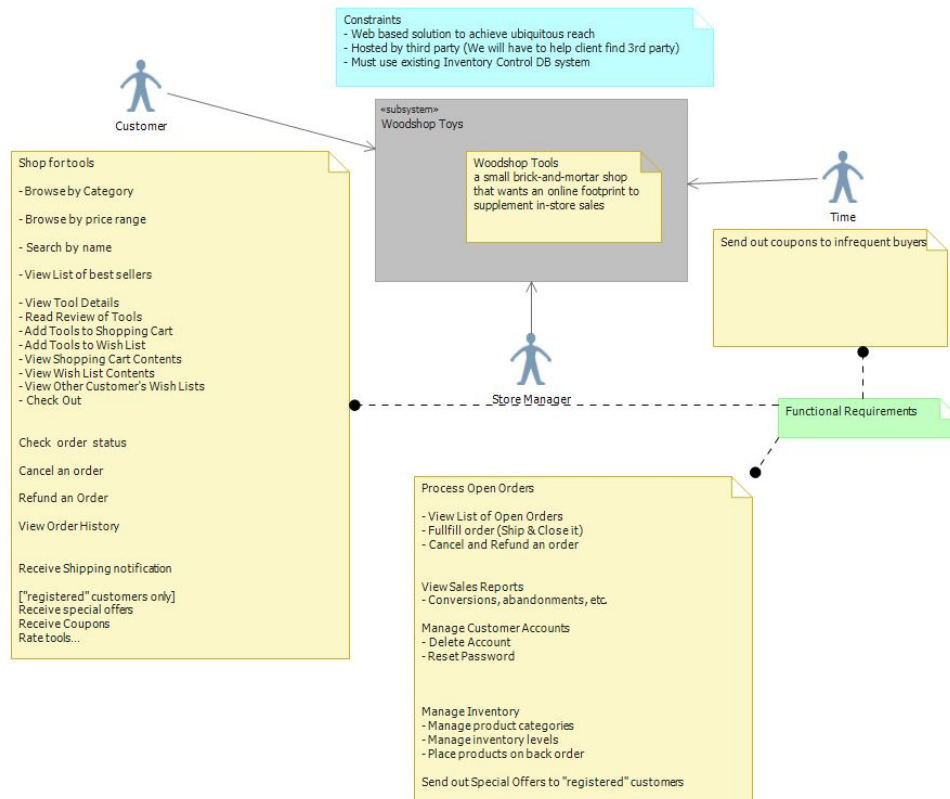 Constraints
- Web based solution to achieve ubiquitous reach
- Hosted by third party (We will have to help client find 3rd party)
- Must use existing Inventory Control DB system
Customer
«subsystem»
Woodshop Toys
Woodshop Tools
a small brick-and-mortar shop
that wants an online footprint to
supplement in-store sales
Time
Send out coupons to infrequent buyers
Store Manager
Functional Requirements
Shop for tools
- Browse by Category
- Browse by price range
- Search by name
- View List of best sellers
- View Tool Details
- Read Review of Tools
- Add Tools to Shopping Cart
- Add Tools to Wish List
- View Shopping Cart Contents
- View Wish List Contents
- View Other Customer's Wish Lists
- Check Out
Check order status
Cancel an order
Refund an Order
View Order History
Receive Shipping notification
["registered" customers only]
Receive special offers
Receive Coupons
Rate tools...
Process Open Orders
- View List of Open Orders
- Fullfill order (Ship & Close it)
- Cancel and Refund an order
View Sales Reports
- Conversions, abandonments, etc.
Manage Customer Accounts
- Delete Account
- Reset Password
Manage Inventory
- Manage product categories
- Manage inventory levels
- Place products on back order
Send out Special Offers to "registered" customers